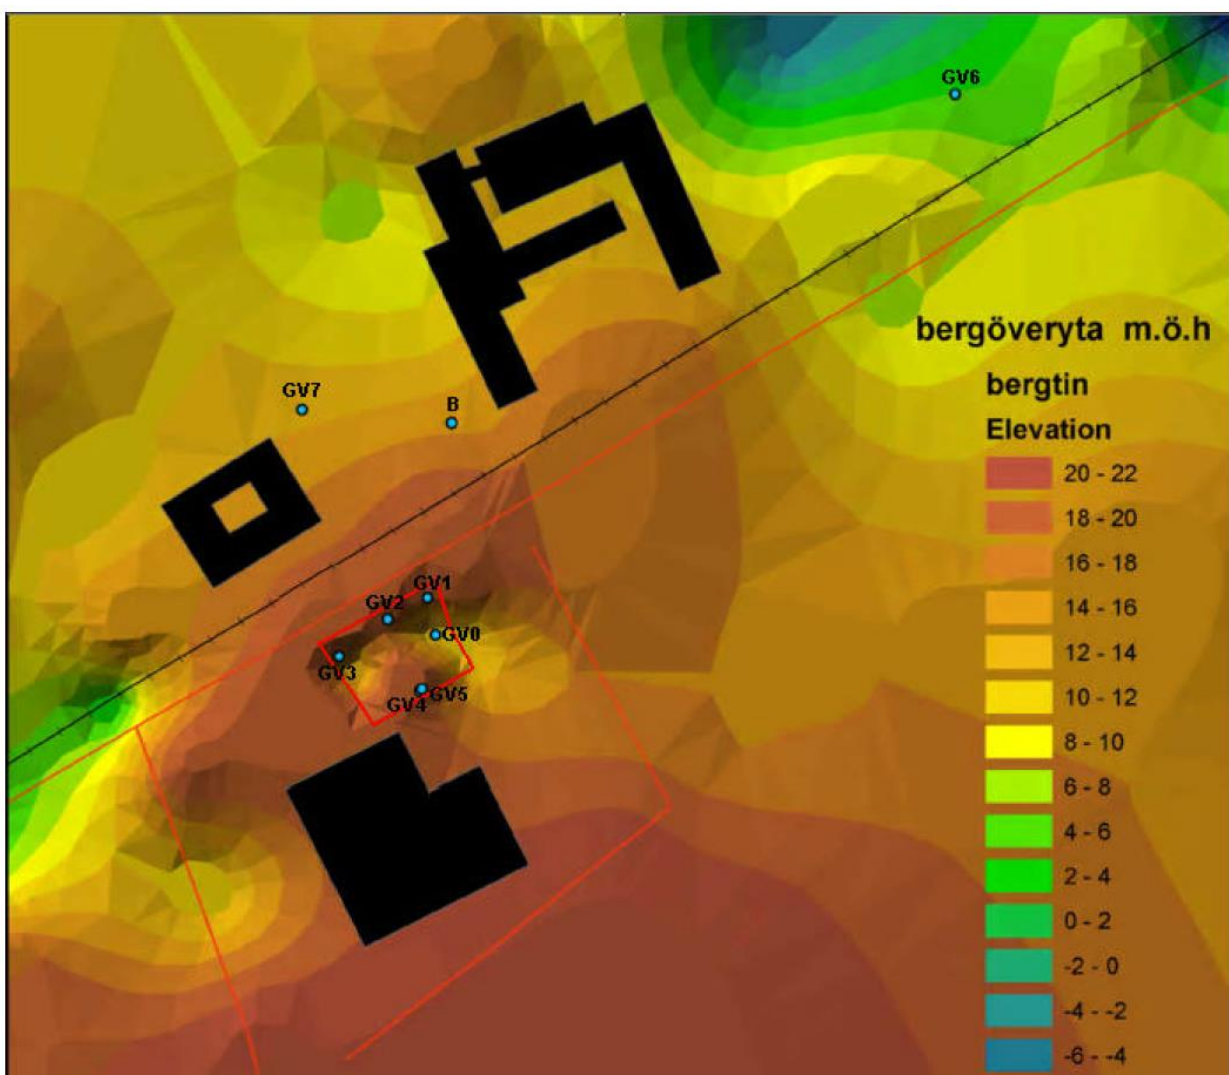 GV6
bergöveryta m.ö.h
GV7
B
bergtin
Elevation
20 - 22
18 - 20
16 - 18
14 - 16
12 - 14
10 - 12
8 - 10
6 - 8
4 - 6
2 - 4
0 - 2
-2 - 0
-4 - -2
-6 - -4
GV1
GV2
GV0
GV3
GV4
GV5